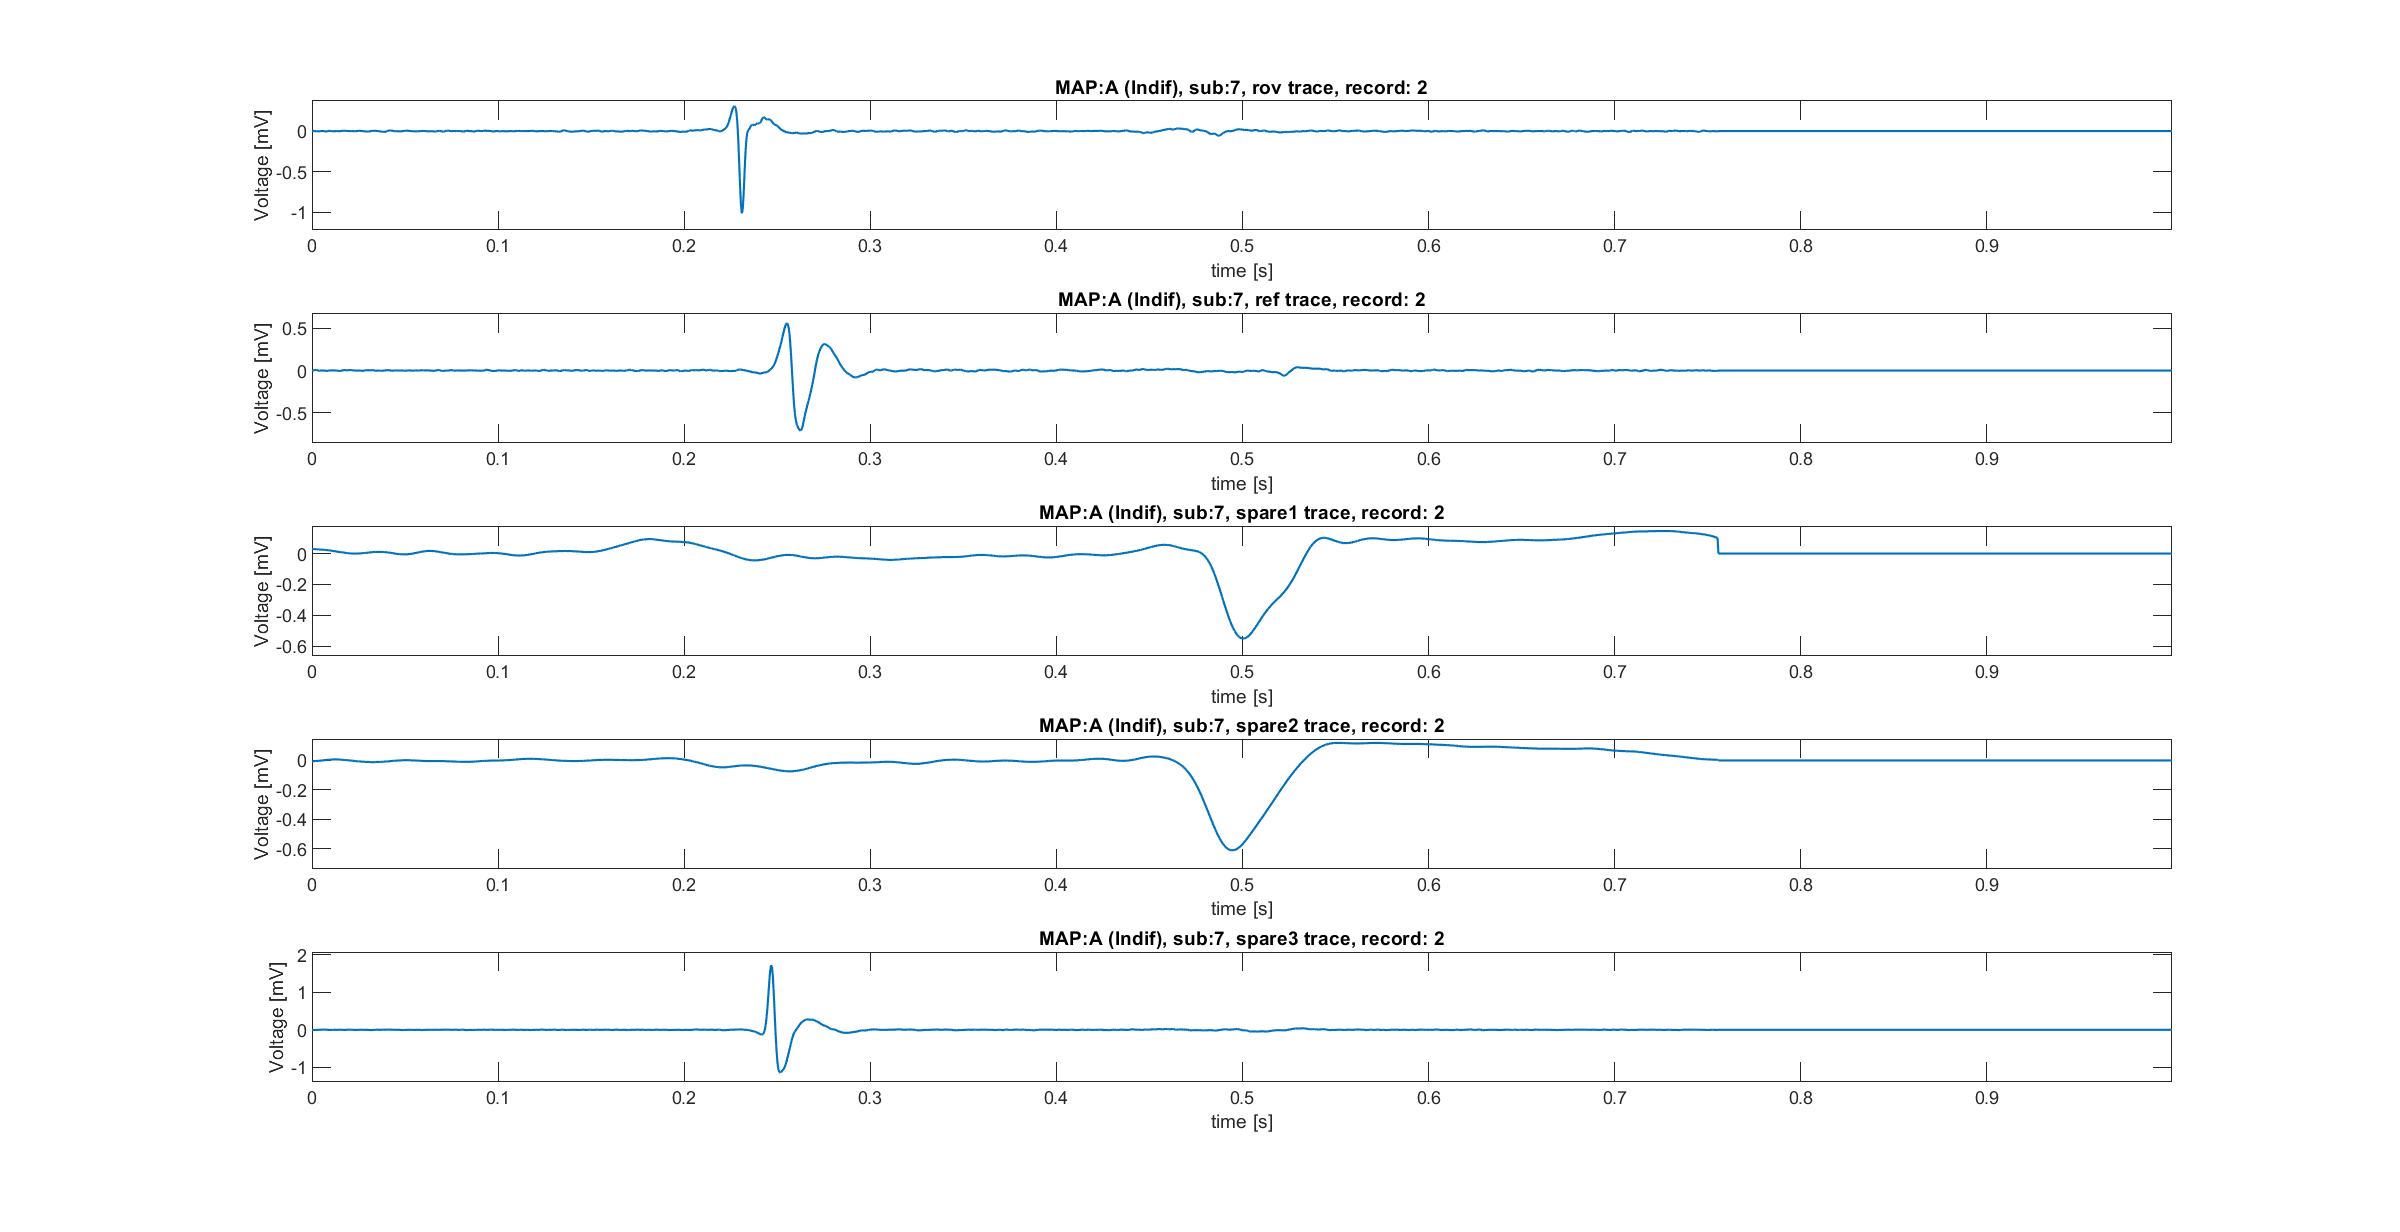 MAP:A (Indif), sub:7, rov trace, record: 2
Voltage [mV]
0
-0.5
-1
0 0.1 0.2 0.3 0.4 0.5 0.6 0.7 0.8 0.9
time [s]
MAP:A (Indif), sub:7, ref trace, record: 2
Voltage [mV]
0.5
0
-0.5
0 0.1 0.2 0.3 0.4 0.5 0.6 0.7 0.8 0.9
time [s]
MAP:A (Indif), sub:7, spare1 trace, record: 2
Voltage [mV]
0
-0.2
-0.4
-0.6
0 0.1 0.2 0.3 0.4 0.5 0.6 0.7 0.8 0.9
time [s]
MAP:A (Indif), sub:7, spare2 trace, record: 2
Voltage [mV]
0
-0.2
-0.4
-0.6
0 0.1 0.2 0.3 0.4 0.5 0.6 0.7 0.8 0.9
time [s]
MAP:A (Indif), sub:7, spare3 trace, record: 2
Voltage [mV]
2
1
0
-1
0 0.1 0.2 0.3 0.4 0.5 0.6 0.7 0.8 0.9
time [s]